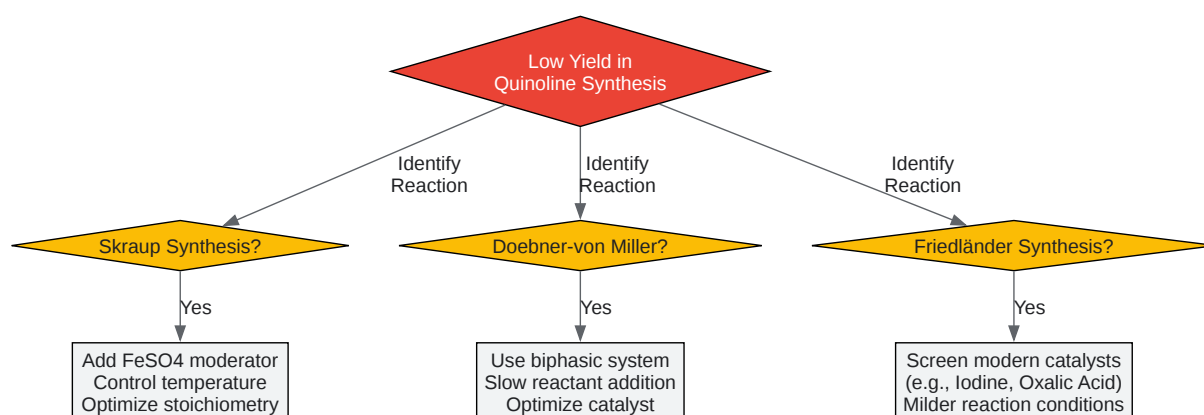 Low Yield in
Quinoline Synthesis
Identify
Reaction
Identify
Reaction
Identify
Reaction
Skraup Synthesis?
Doebner-von Miller?
Friedländer Synthesis?
Yes
Yes
Yes
Add FeSO4 moderator
Control temperature
Optimize stoichiometry
Use biphasic system
Slow reactant addition
Optimize catalyst
Screen modern catalysts
(e.g., Iodine, Oxalic Acid)
Milder reaction conditions